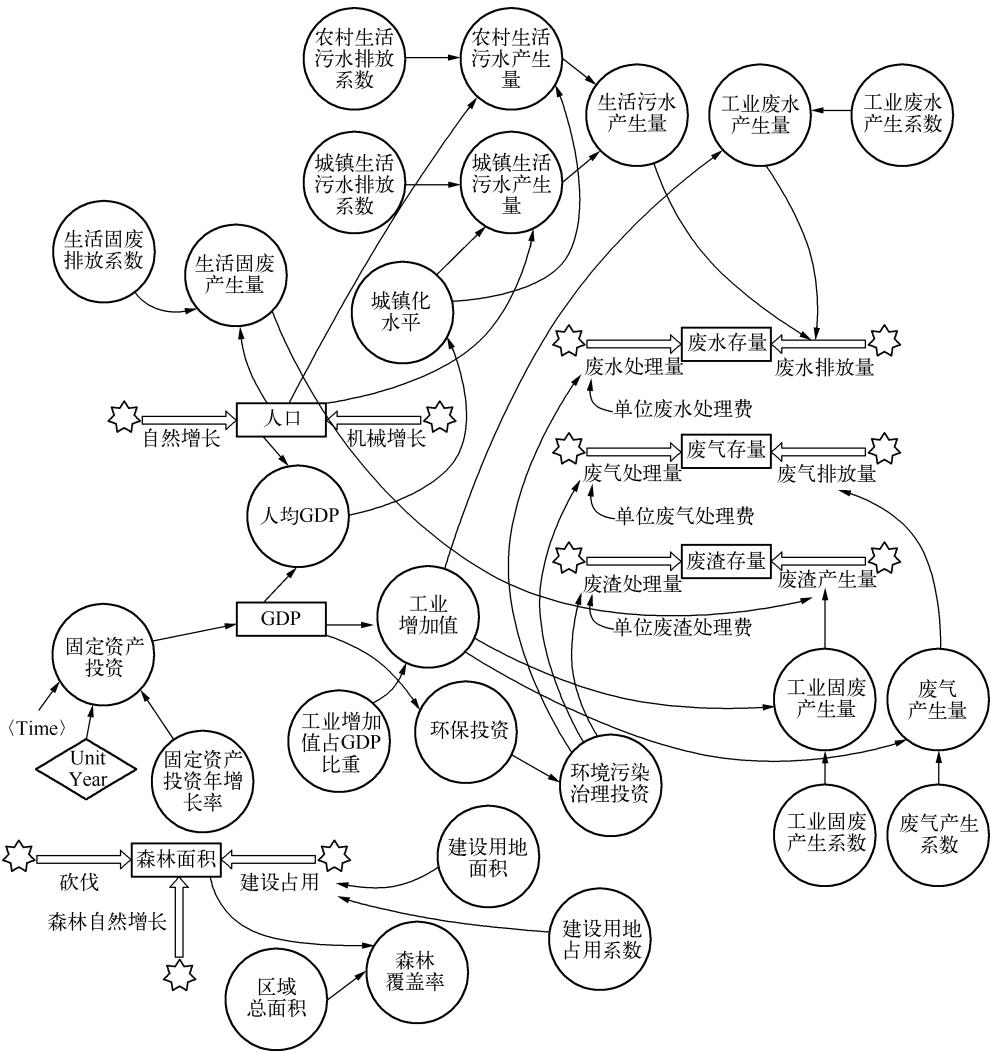 农村生活
污水排放
系数
农村生活
污水产生
量
生活污水
产生量
工业废水
产生量
工业废水
产生系数
城镇生活
污水排放
系数
城镇生活
污水产生
量
生活固废
排放系数
生活固废
产生量
城镇化
水平
废水存量
废水处理量
废水排放量
单位废水处理费
人口
自然增长
机械增长
废气存量
废气处理量
废气排放量
单位废气处理费
人均GDP
废渣存量
废渣处理量
废渣产生量
单位废渣处理费
GDP
工业
增加值
固定资产
投资
〈Time〉
Unit
Year
固定资产
投资年增
长率
工业增加
值占GDP
比重
环保投资
环境污染
治理投资
工业固废
产生量
废气
产生量
工业固废
产生系数
废气产生
系数
森林面积
砍伐
建设占用
森林自然增长
建设用地
面积
建设用地
占用系数
区域
总面积
森林
覆盖率